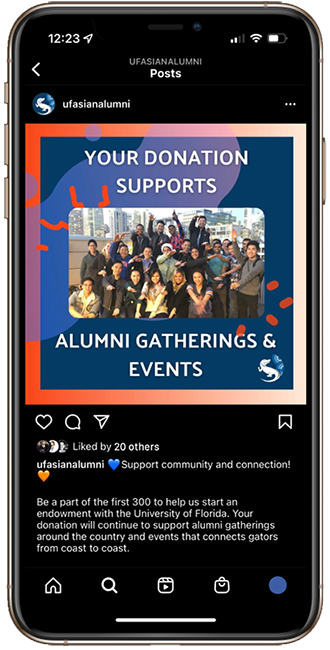 12:23
UFASIANALUMNI
Posts
ufasianalumni
YOUR DONATION
SUPPORTS
ALUMNI GATHERINGS &
EVENTS
Liked by 20 others
ufasianalumni 💙Support community and connection!
🧡
Be a part of the first 300 to help us start an
endowment with the University of Florida. Your
donation will continue to support alumni gatherings
around the country and events that connects gators
from coast to coast.